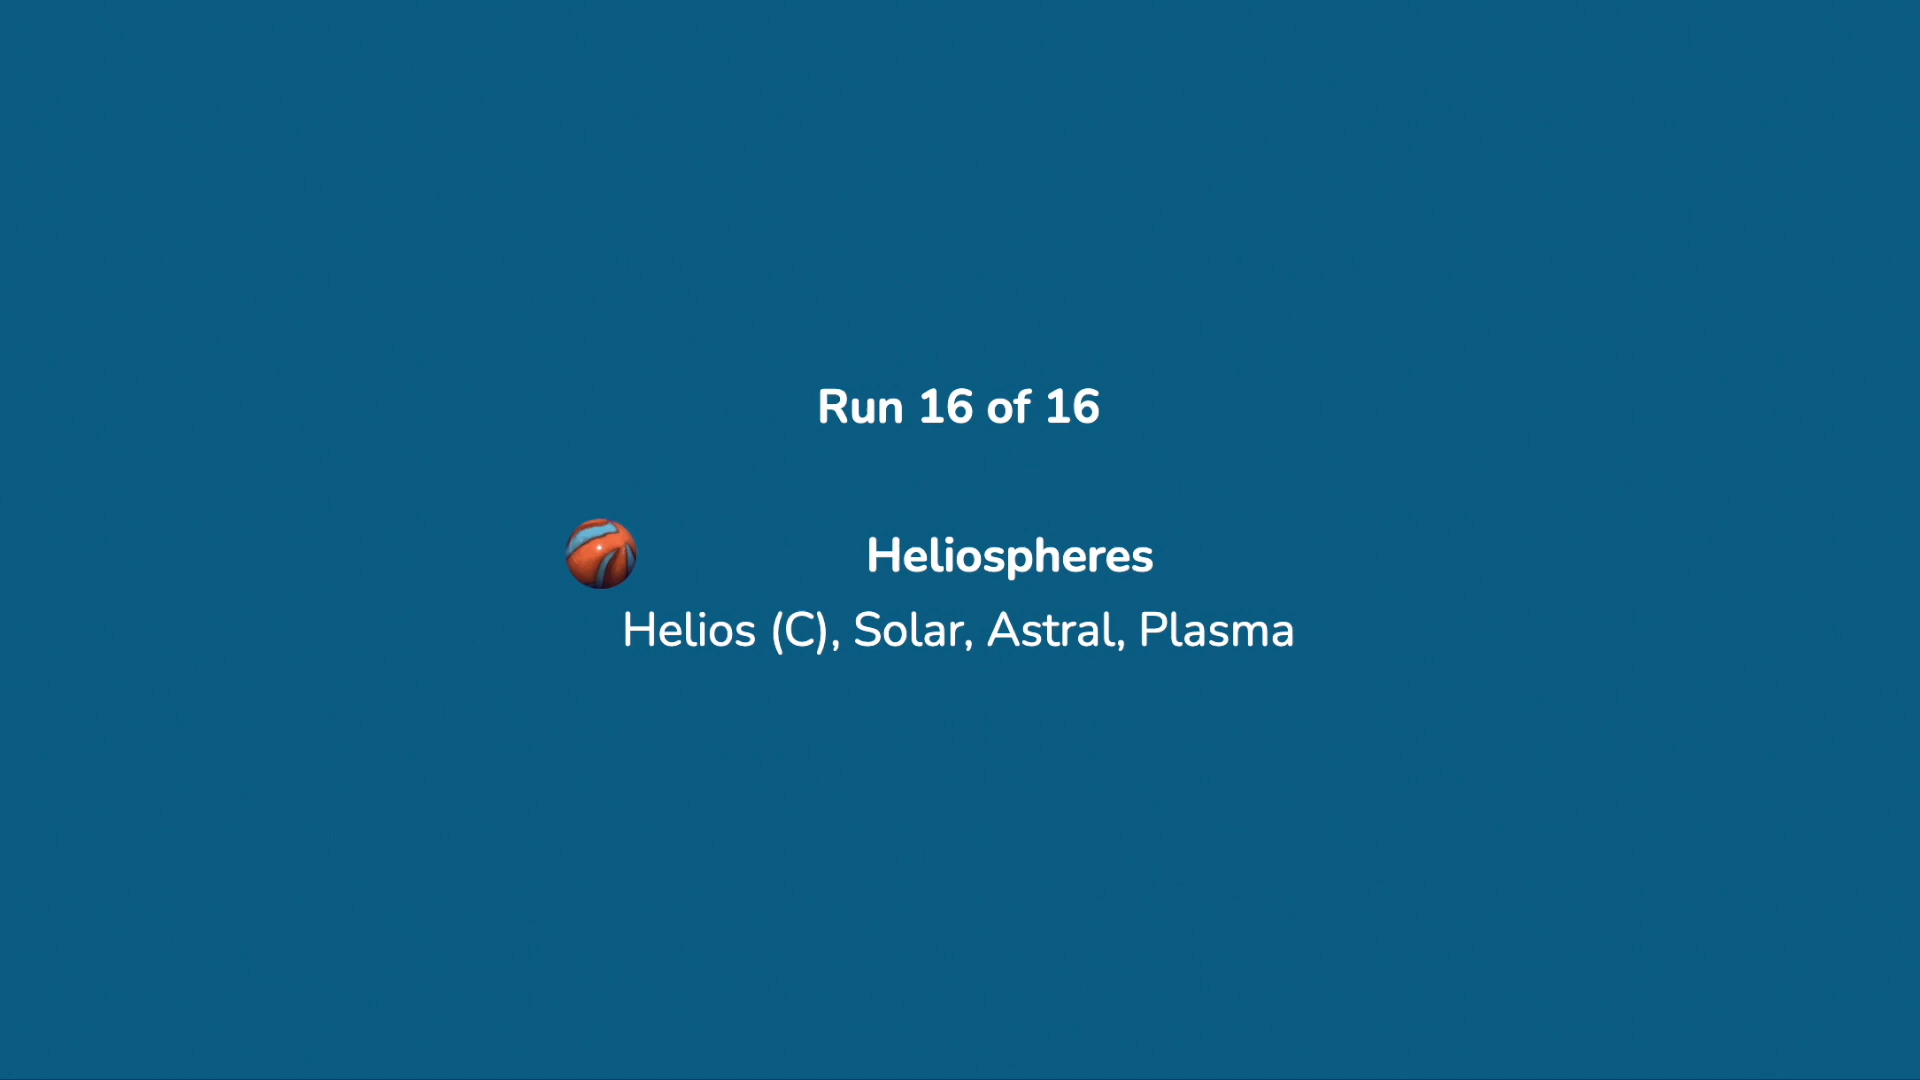 Run 16 of 16
Heliospheres
Helios (C), Solar, Astral, Plasma